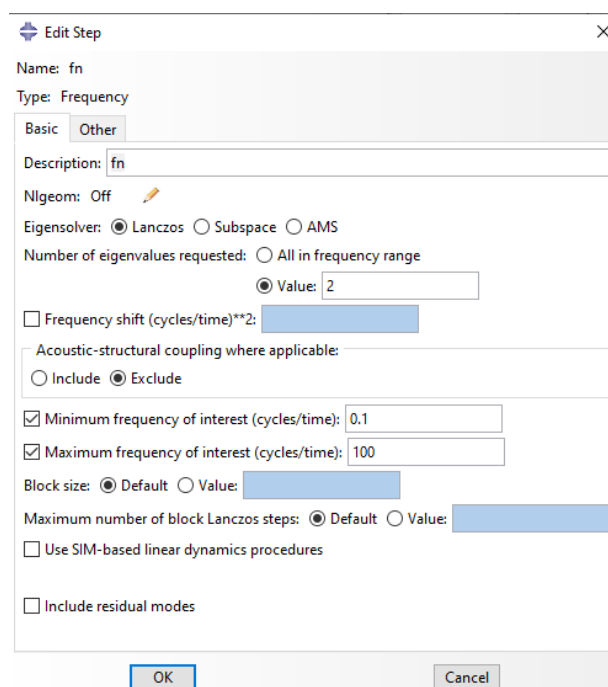 Edit Step
Name: fn
Type: Frequency
Basic Other
Description: fn
Nlgeom: Off
Eigensolver: Lanczos Subspace AMS
Number of eigenvalues requested: All in frequency range
Value: 2
Frequency shift (cycles/time)**2:
Acoustic-structural coupling where applicable:
Include Exclude
Minimum frequency of interest (cycles/time): 0.1
Maximum frequency of interest (cycles/time): 100
Block size: Default Value:
Maximum number of block Lanczos steps: Default Value:
Use SIM-based linear dynamics procedures
Include residual modes
OK Cancel